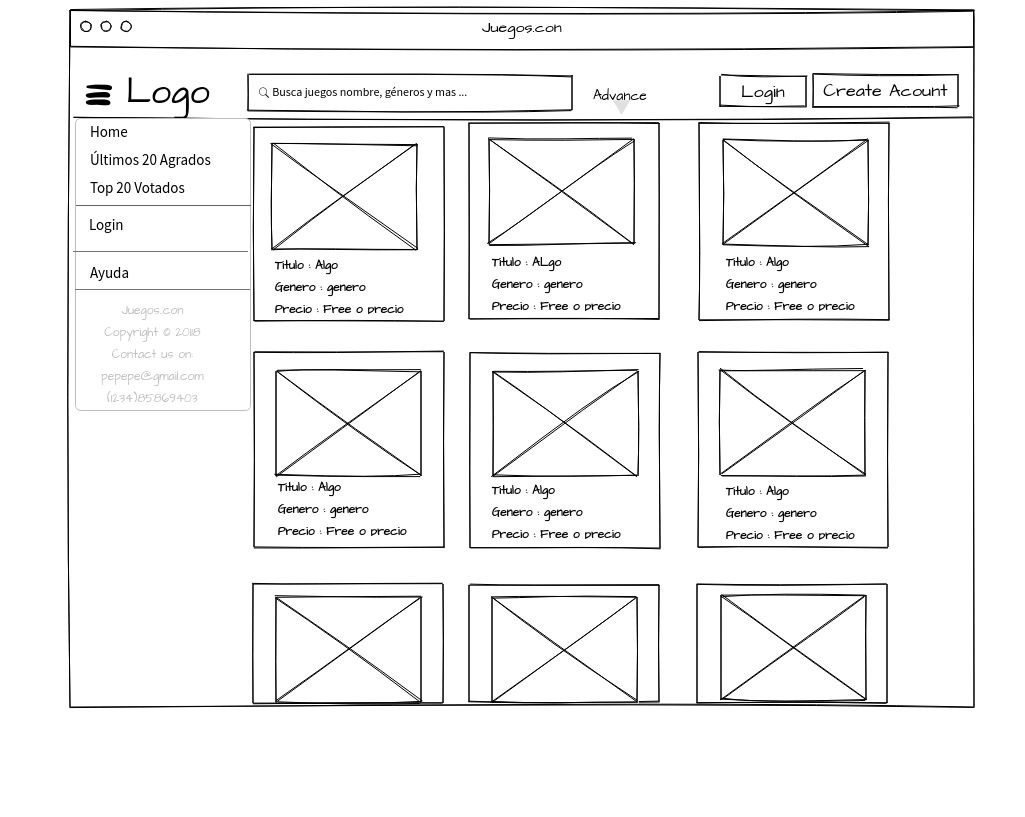 Juegos.con
Logo
Busca juegos nombre, géneros y mas ...
Advance
Login
Create Acount
Home
Últimos 20 Agrados
Top 20 Votados
Login
Ayuda
Juegos.con
Copyright © 2018
Contact us on:
pepepe@gmail.com
(1234)85869403
Titulo : Algo
Genero : genero
Precio : Free o precio
Titulo : ALgo
Genero : genero
Precio : Free o precio
Titulo : Algo
Genero : genero
Precio : Free o precio
Titulo : Algo
Genero : genero
Precio : Free o precio
Titulo : Algo
Genero : genero
Precio : Free o precio
Titulo : Algo
Genero : genero
Precio : Free o precio